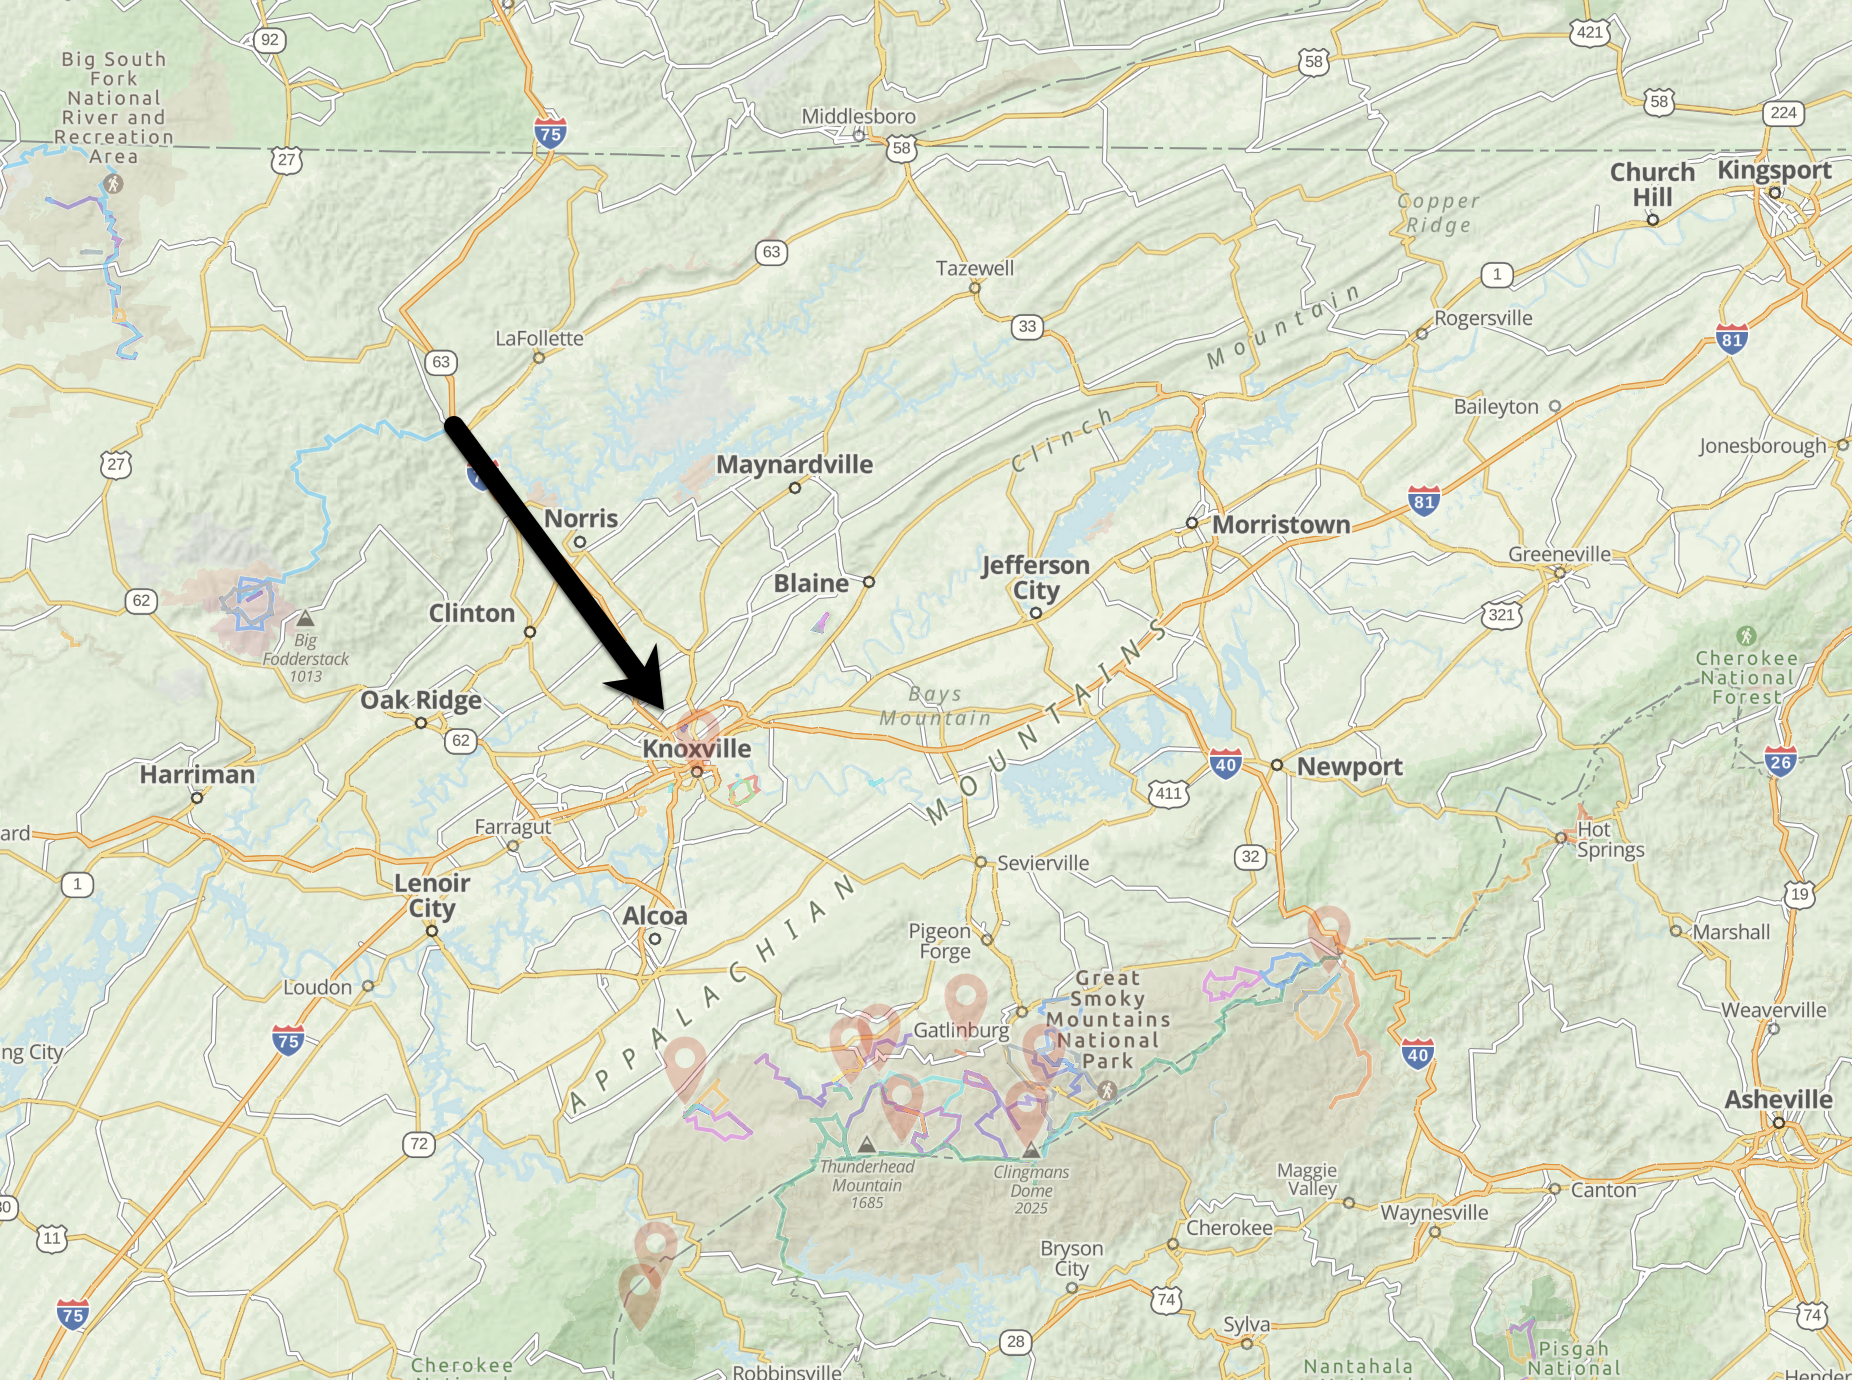 92
Big South
Fork
National
River and
Recreation
Area
27
75
Middlesboro
58
58
421
58
224
Church
Hill
Kingsport
Copper
Ridge
63
Tazewell
33
1
Mountain
Rogersville
81
LaFollette
63
Baileyton
Jonesborough
Clinch
27
Maynardville
81
Norris
Morristown
Greeneville
Jefferson
City
Blaine
62
Clinton
321
Big
Fodderstack
1013
Cherokee
National
Forest
Oak Ridge
62
Bays
Mountain
Knoxville
APPALACHIAN MOUNTAINS
40
Newport
26
Harriman
411
ard
Farragut
Hot
Springs
1
Lenoir
City
Sevierville
32
19
Alcoa
Pigeon
Forge
Marshall
Loudon
Great
Smoky
Mountains
National
Park
Gatlinburg
Weaverville
75
ng City
40
Asheville
72
Thunderhead
Mountain
1685
Clingmans
Dome
2025
Maggie
Valley
Canton
30
11
Waynesville
Cherokee
Bryson
City
75
74
74
28
Sylva
Cherokee
Robbinsville
Nantahala
Pisgah
National
Hender